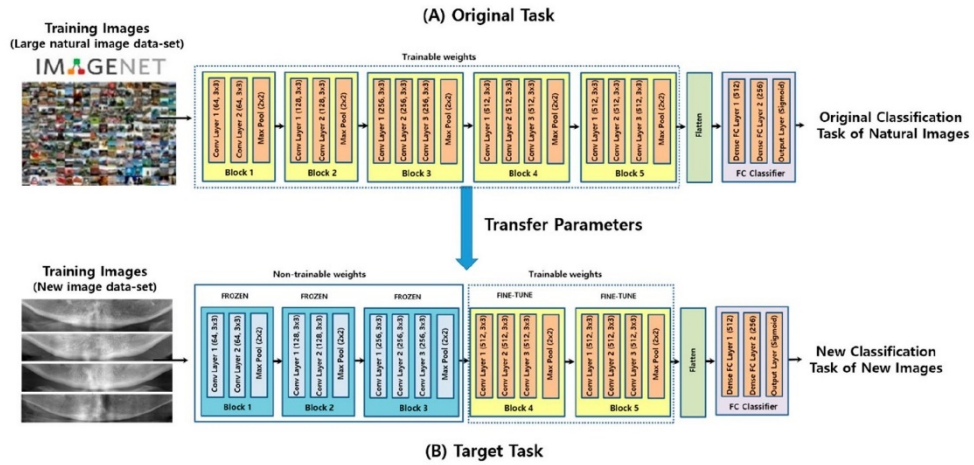 (A) Original Task
Training Images
(Large natural image data-set)
IMAGENET
Trainable weights
Conv Layer 1 (64, 3x3)
Conv Layer 2 (64, 3x3)
Max Pool (2x2)
Block 1
Conv Layer 1 (128, 3x3)
Conv Layer 2 (128, 3x3)
Max Pool (2x2)
Block 2
Conv Layer 1 (256, 3x3)
Conv Layer 2 (256, 3x3)
Conv Layer 3 (256, 3x3)
Max Pool (2x2)
Block 3
Conv Layer 1 (512, 3x3)
Conv Layer 2 (512, 3x3)
Conv Layer 3 (512, 3x3)
Max Pool (2x2)
Block 4
Conv Layer 1 (512, 3x3)
Conv Layer 2 (512, 3x3)
Conv Layer 3 (512, 3x3)
Max Pool (2x2)
Block 5
Flatten
Dense FC Layer 1 (512)
Dense FC Layer 2 (256)
Output Layer (Sigmoid)
FC Classifier
Original Classification
Task of Natural Images
Transfer Parameters
Training Images
(New image data-set)
Non-trainable weights
Trainable weights
FROZEN
Conv Layer 1 (64, 3x3)
Conv Layer 2 (64, 3x3)
Max Pool (2x2)
Block 1
FROZEN
Conv Layer 1 (128, 3x3)
Conv Layer 2 (128, 3x3)
Max Pool (2x2)
Block 2
FROZEN
Conv Layer 1 (256, 3x3)
Conv Layer 2 (256, 3x3)
Conv Layer 3 (256, 3x3)
Max Pool (2x2)
Block 3
FINE-TUNE
Conv Layer 1 (512, 3x3)
Conv Layer 2 (512, 3x3)
Conv Layer 3 (512, 3x3)
Max Pool (2x2)
Block 4
FINE-TUNE
Conv Layer 1 (512, 3x3)
Conv Layer 2 (512, 3x3)
Conv Layer 3 (512, 3x3)
Max Pool (2x2)
Block 5
Flatten
Dense FC Layer 1 (512)
Dense FC Layer 2 (256)
Output Layer (Sigmoid)
FC Classifier
New Classification
Task of New Images
(B) Target Task